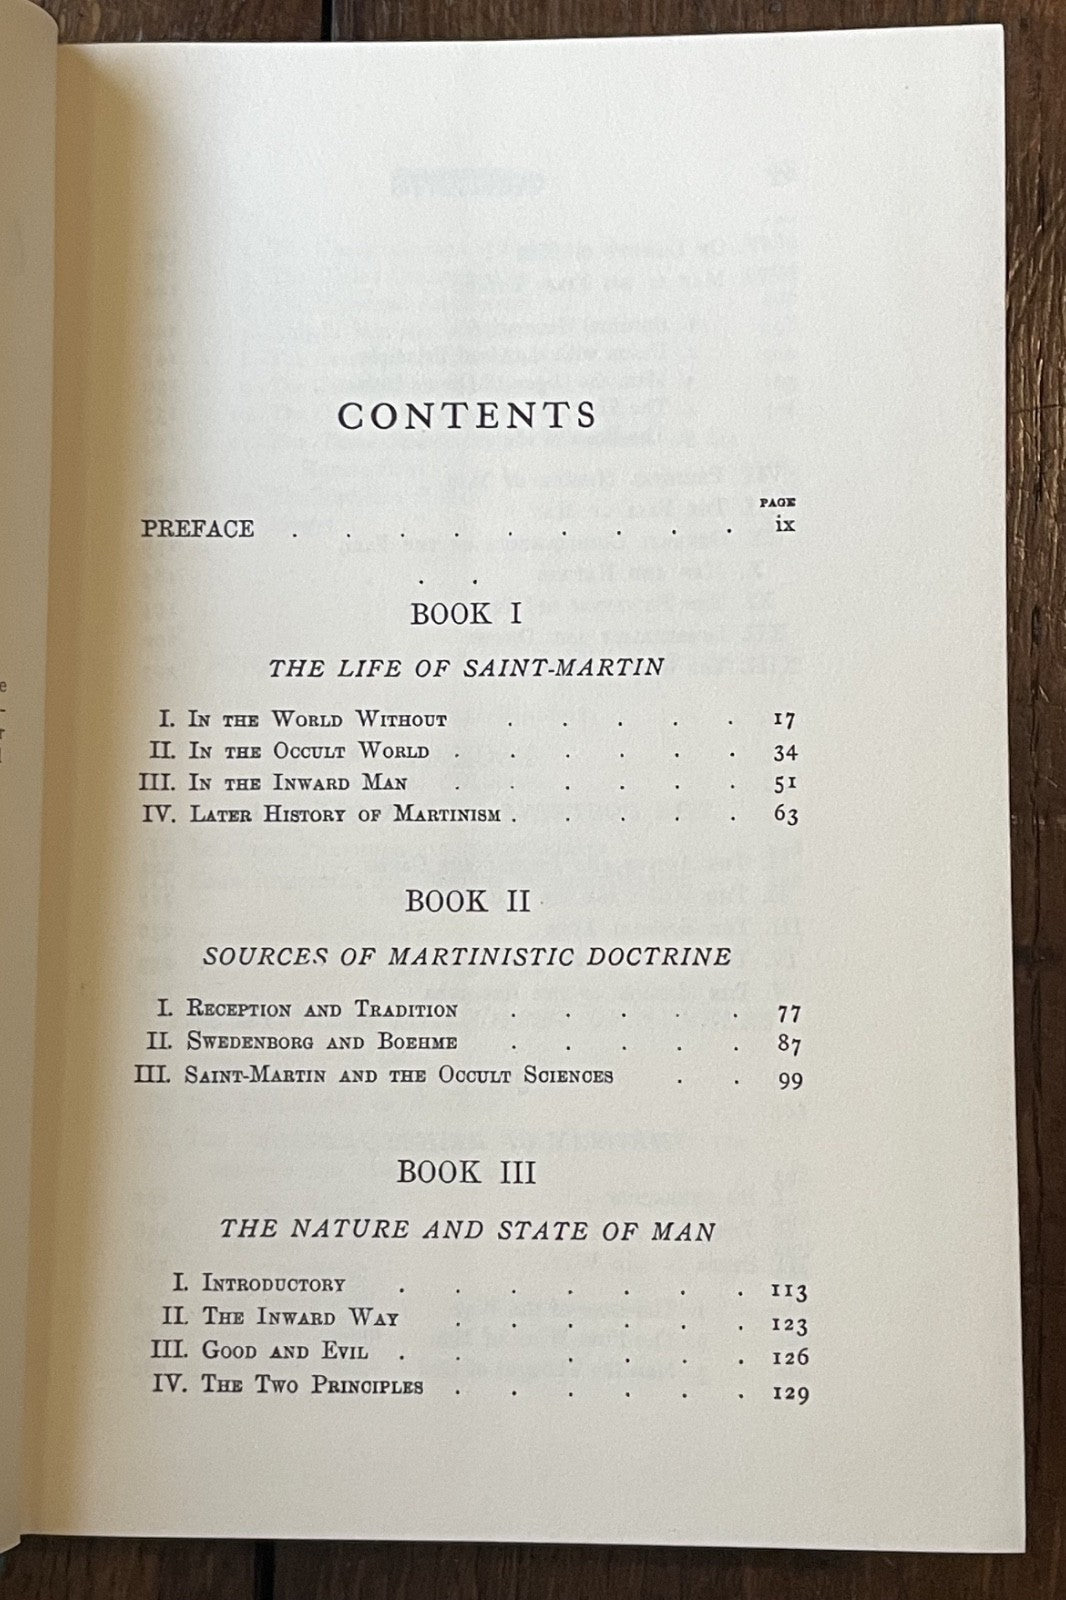 CONTENTS
PAGE
PREFACE . . . . . . . . . ix
BOOK I
THE LIFE OF SAINT-MARTIN
I. IN THE WORLD WITHOUT . . . . . 17
II. IN THE OCCULT WORLD . . . . . . 34
III. IN THE INWARD MAN . . . . . . 51
IV. LATER HISTORY OF MARTINISM . . . . . 63
BOOK II
SOURCES OF MARTINISTIC DOCTRINE
I. RECEPTION AND TRADITION . . . . . 77
II. SWEDENBORG AND BOEHME . . . . . 87
III. SAINT-MARTIN AND THE OCCULT SCIENCES . . 99
BOOK III
THE NATURE AND STATE OF MAN
I. INTRODUCTORY . . . . . . . 113
II. THE INWARD WAY . . . . . . 123
III. GOOD AND EVIL . . . . . . 126
IV. THE TWO PRINCIPLES . . . . . . 129